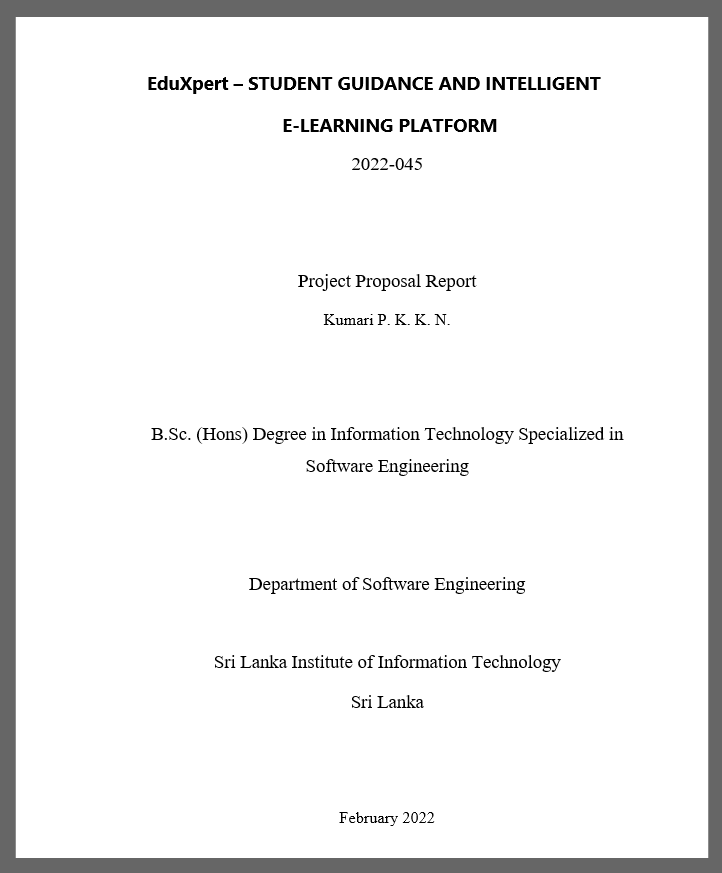 EduXpert – STUDENT GUIDANCE AND INTELLIGENT
E-LEARNING PLATFORM
2022-045
Project Proposal Report
Kumari P. K. K. N.
B.Sc. (Hons) Degree in Information Technology Specialized in
Software Engineering
Department of Software Engineering
Sri Lanka Institute of Information Technology
Sri Lanka
February 2022